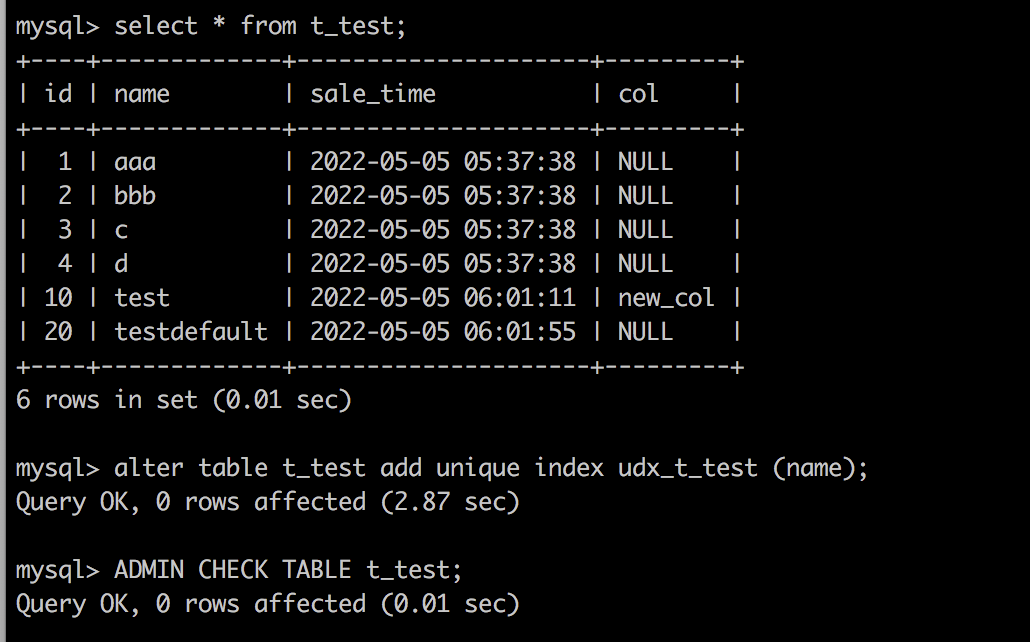 mysql> select * from t_test;
+----+-------------+---------------------+---------+
| id | name        | sale_time           | col     |
+----+-------------+---------------------+---------+
|  1 | aaa         | 2022-05-05 05:37:38 | NULL    |
|  2 | bbb         | 2022-05-05 05:37:38 | NULL    |
|  3 | c           | 2022-05-05 05:37:38 | NULL    |
|  4 | d           | 2022-05-05 05:37:38 | NULL    |
| 10 | test        | 2022-05-05 06:01:11 | new_col |
| 20 | testdefault | 2022-05-05 06:01:55 | NULL    |
+----+-------------+---------------------+---------+
6 rows in set (0.01 sec)
mysql> alter table t_test add unique index udx_t_test (name);
Query OK, 0 rows affected (2.87 sec)
mysql> ADMIN CHECK TABLE t_test;
Query OK, 0 rows affected (0.01 sec)